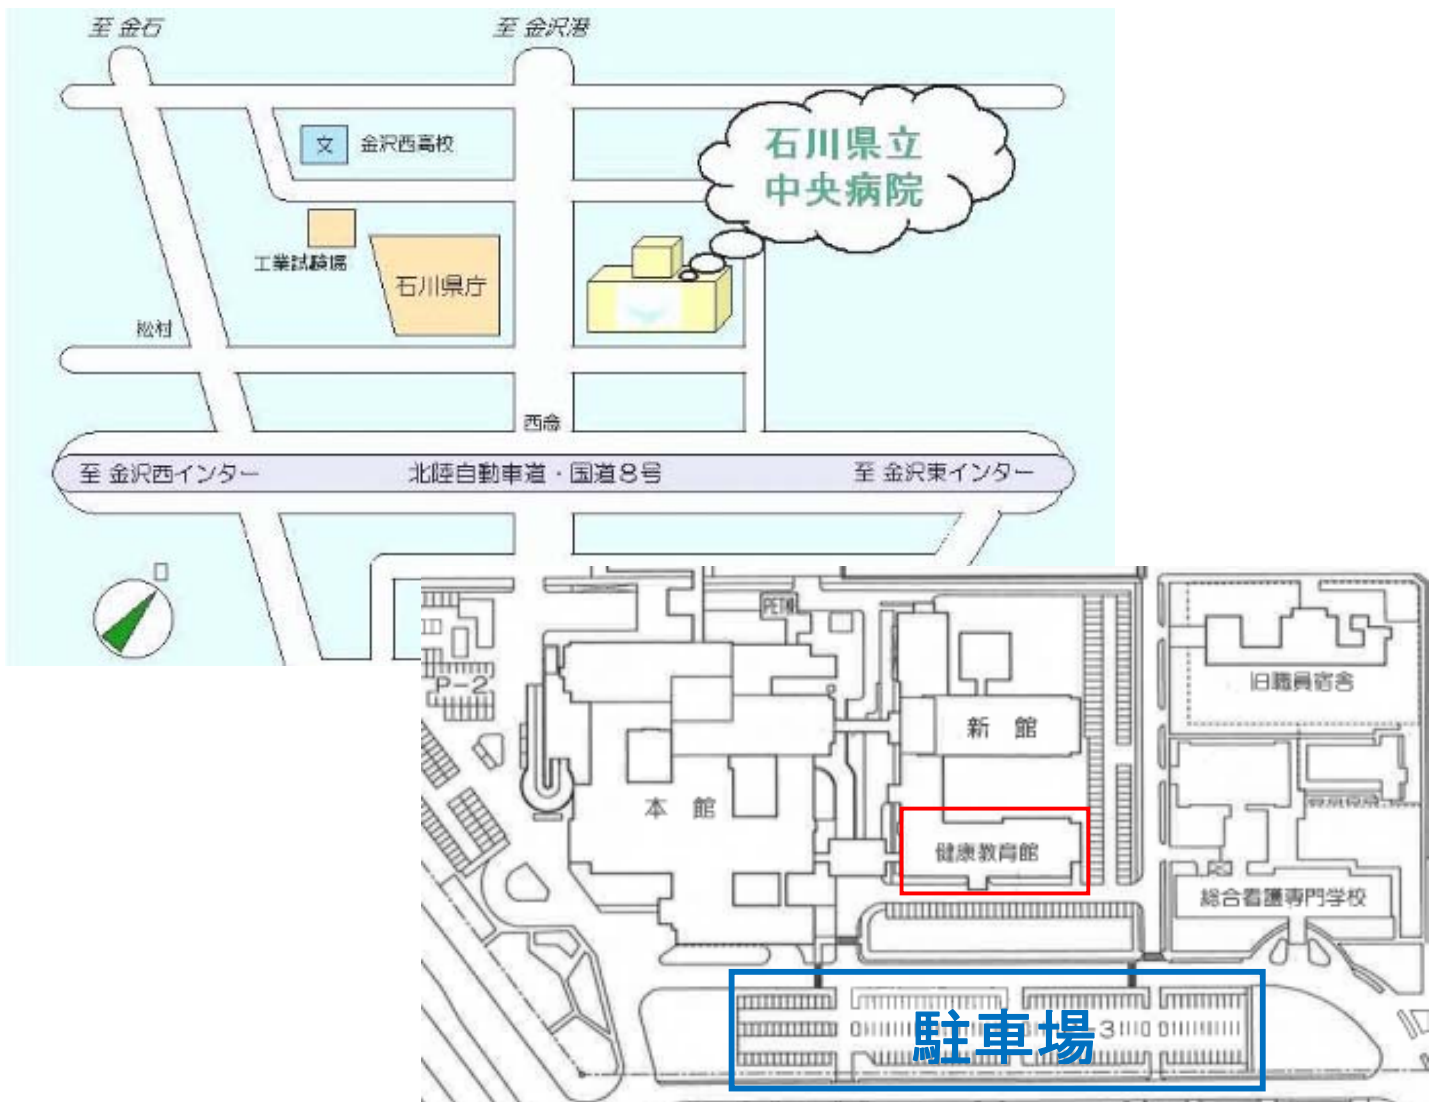 至 金石
至 金沢港
文
金沢西高校
石川県立
中央病院
工業試験場
石川県庁
松村
西念
至 金沢西インター
北陸自動車道・国道8号
至 金沢東インター
P-2
旧職員宿舎
新 館
本 館
健康教育館
総合看護専門学校
駐車場
-3